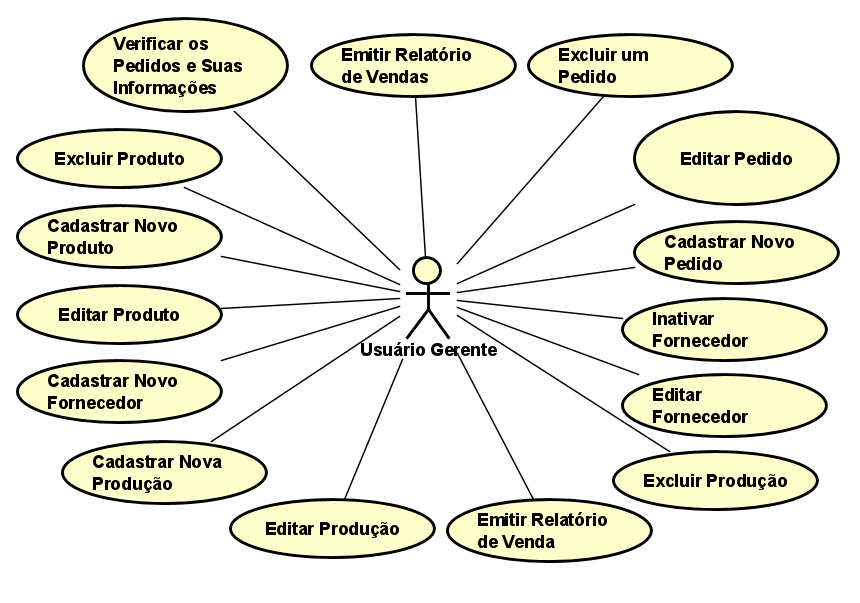 Verificar os
Pedidos e Suas
Informações
Emitir Relatório
de Vendas
Excluir um
Pedido
Excluir Produto
Editar Pedido
Cadastrar Novo
Produto
Cadastrar Novo
Pedido
Editar Produto
Inativar
Fornecedor
Usuário Gerente
Cadastrar Novo
Fornecedor
Editar
Fornecedor
Cadastrar Nova
Produção
Excluir Produção
Editar Produção
Emitir Relatório
de Venda